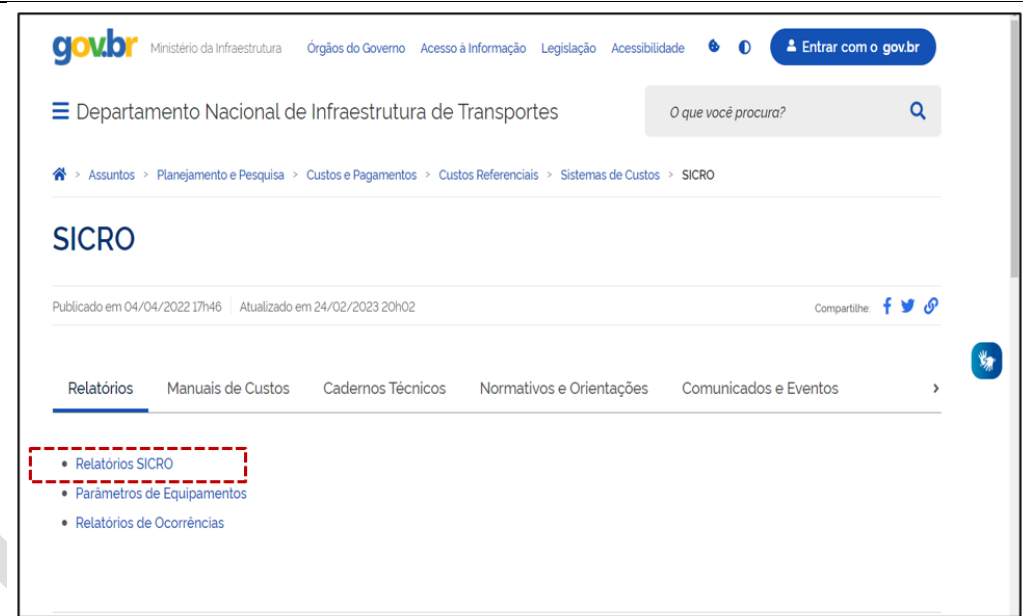 gov.br Ministério da Infraestrutura Órgãos do Governo Acesso à Informação Legislação Acessibilidade Entrar com o gov.br
Departamento Nacional de Infraestrutura de Transportes O que você procura?
> Assuntos > Planejamento e Pesquisa > Custos e Pagamentos > Custos Referenciais > Sistemas de Custos > SICRO
SICRO
Publicado em 04/04/2022 17h46 Atualizado em 24/02/2023 20h02 Compartilhe:
Relatórios Manuais de Custos Cadernos Técnicos Normativos e Orientações Comunicados e Eventos >
• Relatórios SICRO
• Parâmetros de Equipamentos
• Relatórios de Ocorrências